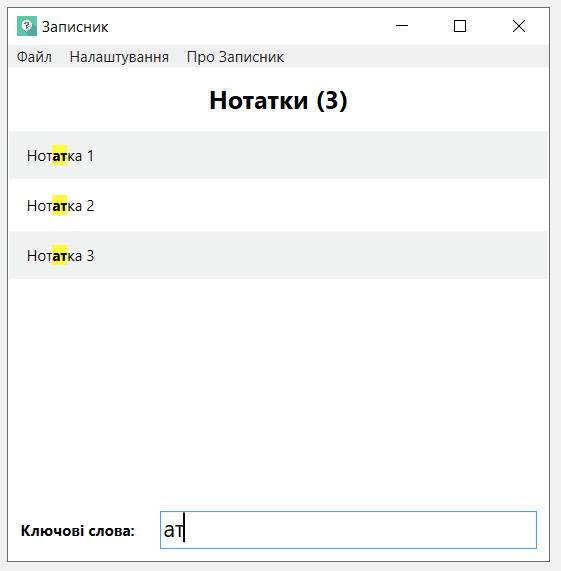 Записник
Файл Налаштування Про Записник
Нотатки (3)
Нотатка 1
Нотатка 2
Нотатка 3
Ключові слова: ат